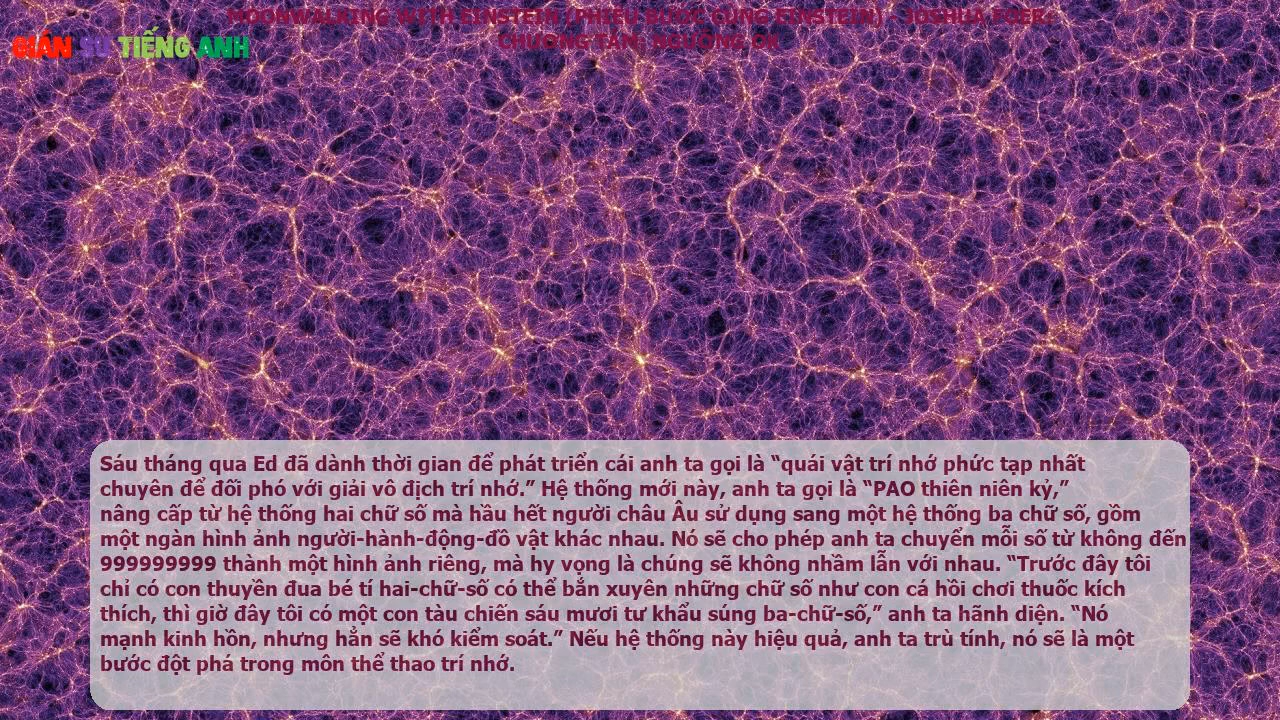 MOONWALKING WITH EINSTEIN (PHIÊU BƯỚC CÙNG EINSTEIN) - JOSHUA FOER:
CHƯƠNG TÁM: NGƯỠNG OK
GIÁN SỨ TIẾNG ANH
Sáu tháng qua Ed đã dành thời gian để phát triển cái anh ta gọi là “quái vật trí nhớ phức tạp nhất
chuyên để đối phó với giải vô địch trí nhớ.” Hệ thống mới này, anh ta gọi là “PAO thiên niên kỷ,”
nâng cấp từ hệ thống hai chữ số mà hầu hết người châu Âu sử dụng sang một hệ thống ba chữ số, gồm
một ngàn hình ảnh người-hành-động-đồ vật khác nhau. Nó sẽ cho phép anh ta chuyển mỗi số từ không đến
999999999 thành một hình ảnh riêng, mà hy vọng là chúng sẽ không nhầm lẫn với nhau. “Trước đây tôi
chỉ có con thuyền đua bé tí hai-chữ-số có thể bắn xuyên những chữ số như con cá hồi chơi thuốc kích
thích, thì giờ đây tôi có một con tàu chiến sáu mươi tư khẩu súng ba-chữ-số,” anh ta hãnh diện. “Nó
mạnh kinh hồn, nhưng hẳn sẽ khó kiểm soát.” Nếu hệ thống này hiệu quả, anh ta trù tính, nó sẽ là một
bước đột phá trong môn thể thao trí nhớ.